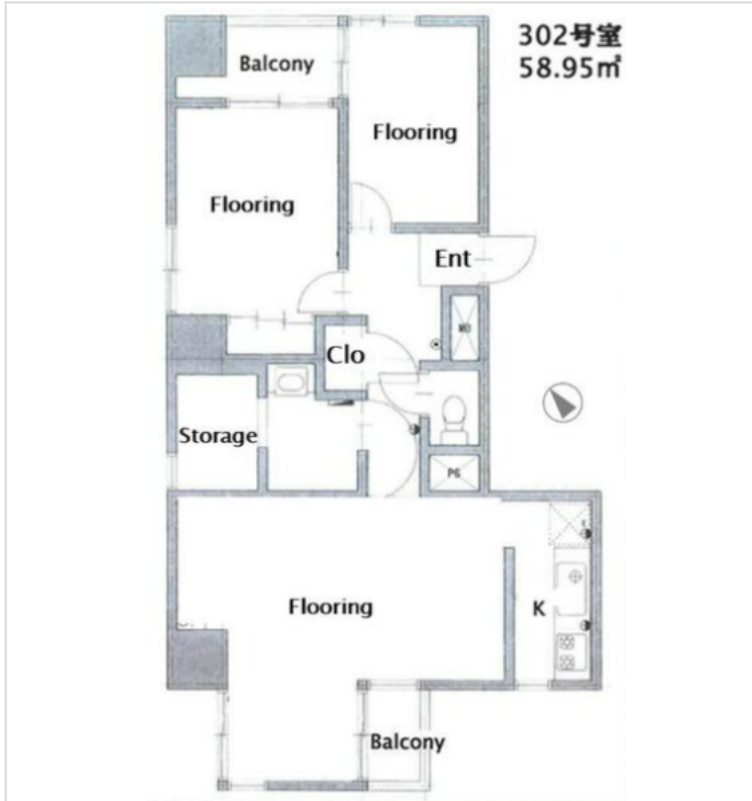 302号室
58.95㎡
Balcony
Flooring
Flooring
Ent
Clo
Storage
PS
Flooring
K
Balcony